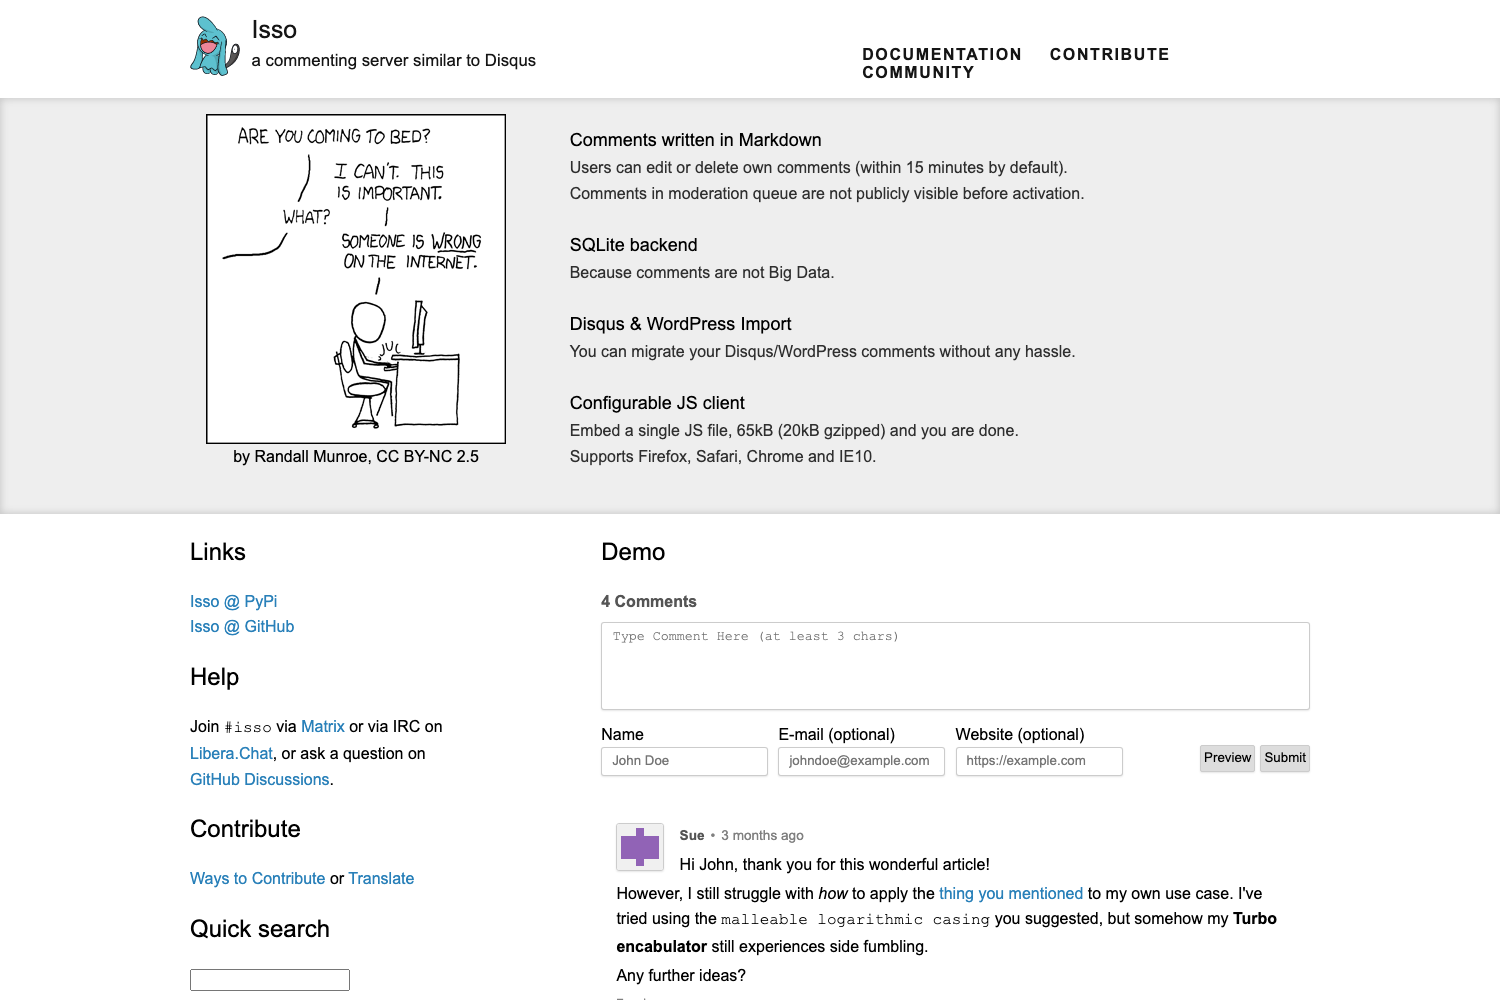 Isso
a commenting server similar to Disqus
DOCUMENTATION CONTRIBUTE
COMMUNITY
ARE YOU COMING TO BED?
I CAN'T. THIS
IS IMPORTANT.
WHAT?
SOMEONE IS WRONG
ON THE INTERNET.
by Randall Munroe, CC BY-NC 2.5
Comments written in Markdown
Users can edit or delete own comments (within 15 minutes by default).
Comments in moderation queue are not publicly visible before activation.
SQLite backend
Because comments are not Big Data.
Disqus & WordPress Import
You can migrate your Disqus/WordPress comments without any hassle.
Configurable JS client
Embed a single JS file, 65kB (20kB gzipped) and you are done.
Supports Firefox, Safari, Chrome and IE10.
Links
Isso @ PyPi
Isso @ GitHub
Help
Join #isso via Matrix or via IRC on
Libera.Chat, or ask a question on
GitHub Discussions.
Contribute
Ways to Contribute or Translate
Quick search
Demo
4 Comments
Type Comment Here (at least 3 chars)
Name E-mail (optional) Website (optional)
John Doe johndoe@example.com https://example.com Preview Submit
Sue • 3 months ago
Hi John, thank you for this wonderful article!
However, I still struggle with how to apply the thing you mentioned to my own use case. I've
tried using the malleable logarithmic casing you suggested, but somehow my Turbo
encabulator still experiences side fumbling.
Any further ideas?